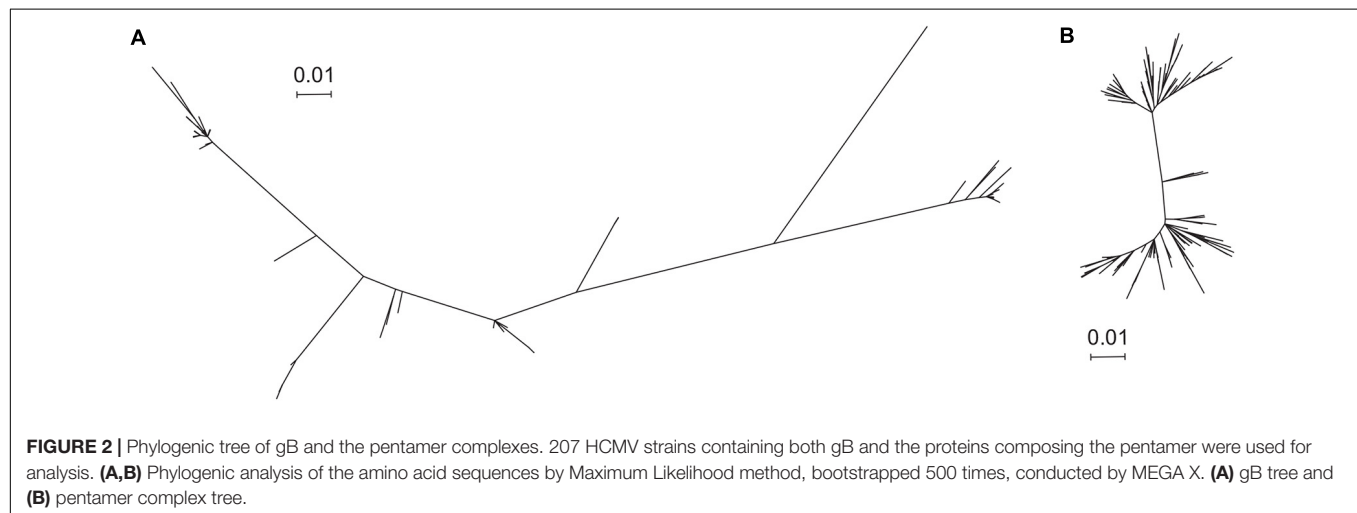 A
0.01
B
0.01
FIGURE 2 | Phylogenic tree of gB and the pentamer complexes. 207 HCMV strains containing both gB and the proteins composing the pentamer were used for
analysis. (A,B) Phylogenic analysis of the amino acid sequences by Maximum Likelihood method, bootstrapped 500 times, conducted by MEGA X. (A) gB tree and
(B) pentamer complex tree.